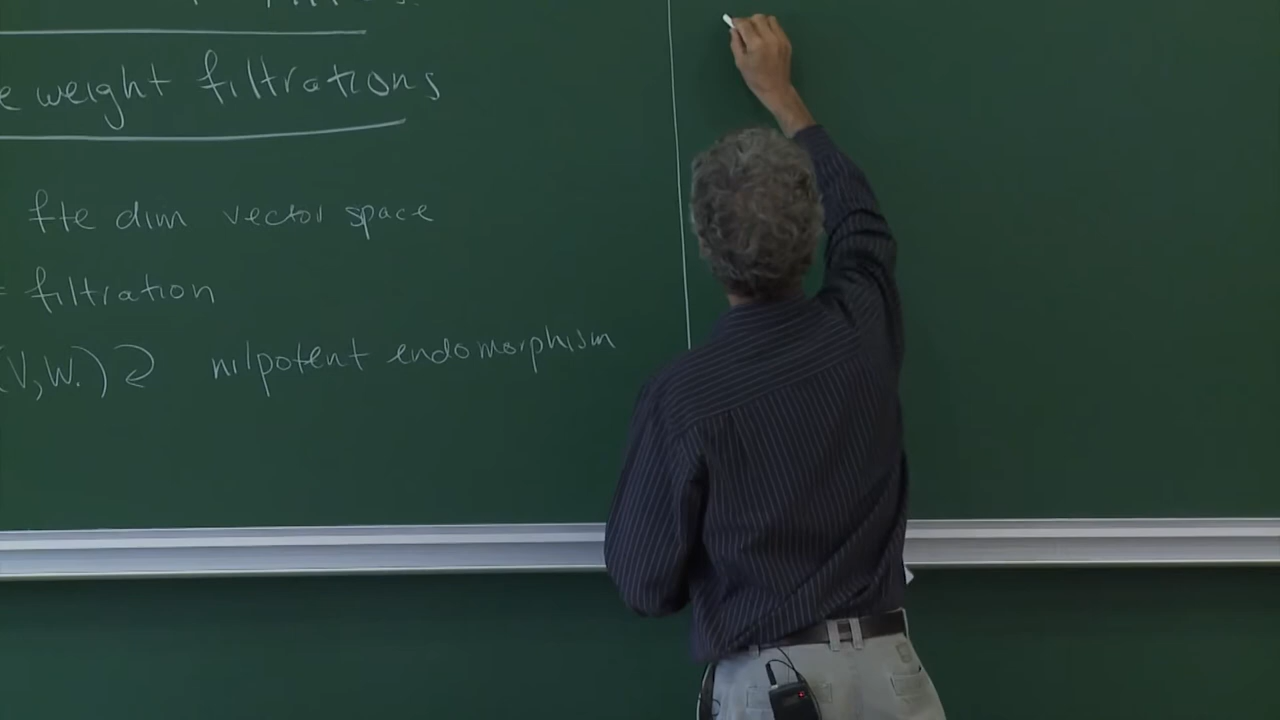 e weight filtrations
fte dim vector space
= filtration
(V, W.) nilpotent endomorphism